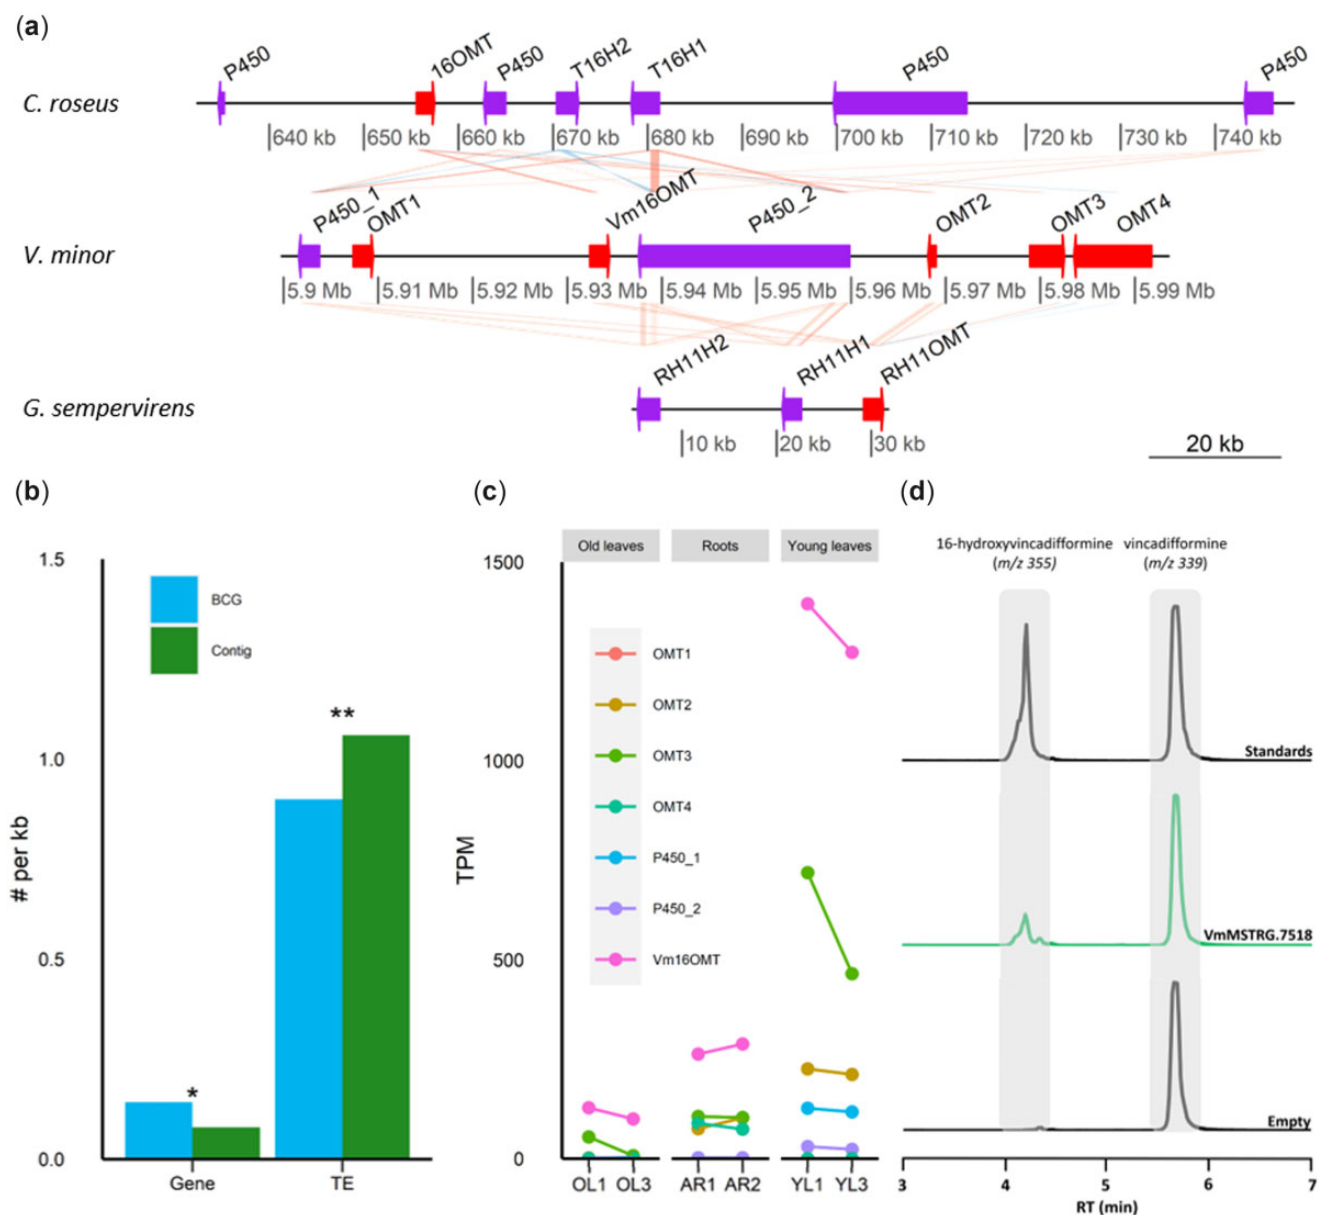 (a)
P450 16OMT P450 T16H2 T16H1 P450 P450
C. roseus
640 kb 650 kb 660 kb 670 kb 680 kb 690 kb 700 kb 710 kb 720 kb 730 kb 740 kb
P450_1 OMT1 Vm16OMT P450_2 OMT2 OMT3 OMT4
V. minor
5.9 Mb 5.91 Mb 5.92 Mb 5.93 Mb 5.94 Mb 5.95 Mb 5.96 Mb 5.97 Mb 5.98 Mb 5.99 Mb
RH11H2 RH11H1 RH11OMT
G. sempervirens
10 kb 20 kb 30 kb
20 kb
(b)
# per kb
1.5
1.0
0.5
0.0
BCG
Contig
*
**
Gene TE
(c)
TPM
1500
1000
500
0
Old leaves Roots Young leaves
OMT1
OMT2
OMT3
OMT4
P450_1
P450_2
Vm16OMT
OL1 OL3 AR1 AR2 YL1 YL3
(d)
16-hydroxyvincadifformine vincadifformine
(m/z 355) (m/z 339)
Standards
VmMSTRG.7518
Empty
3 4 5 6 7
RT (min)